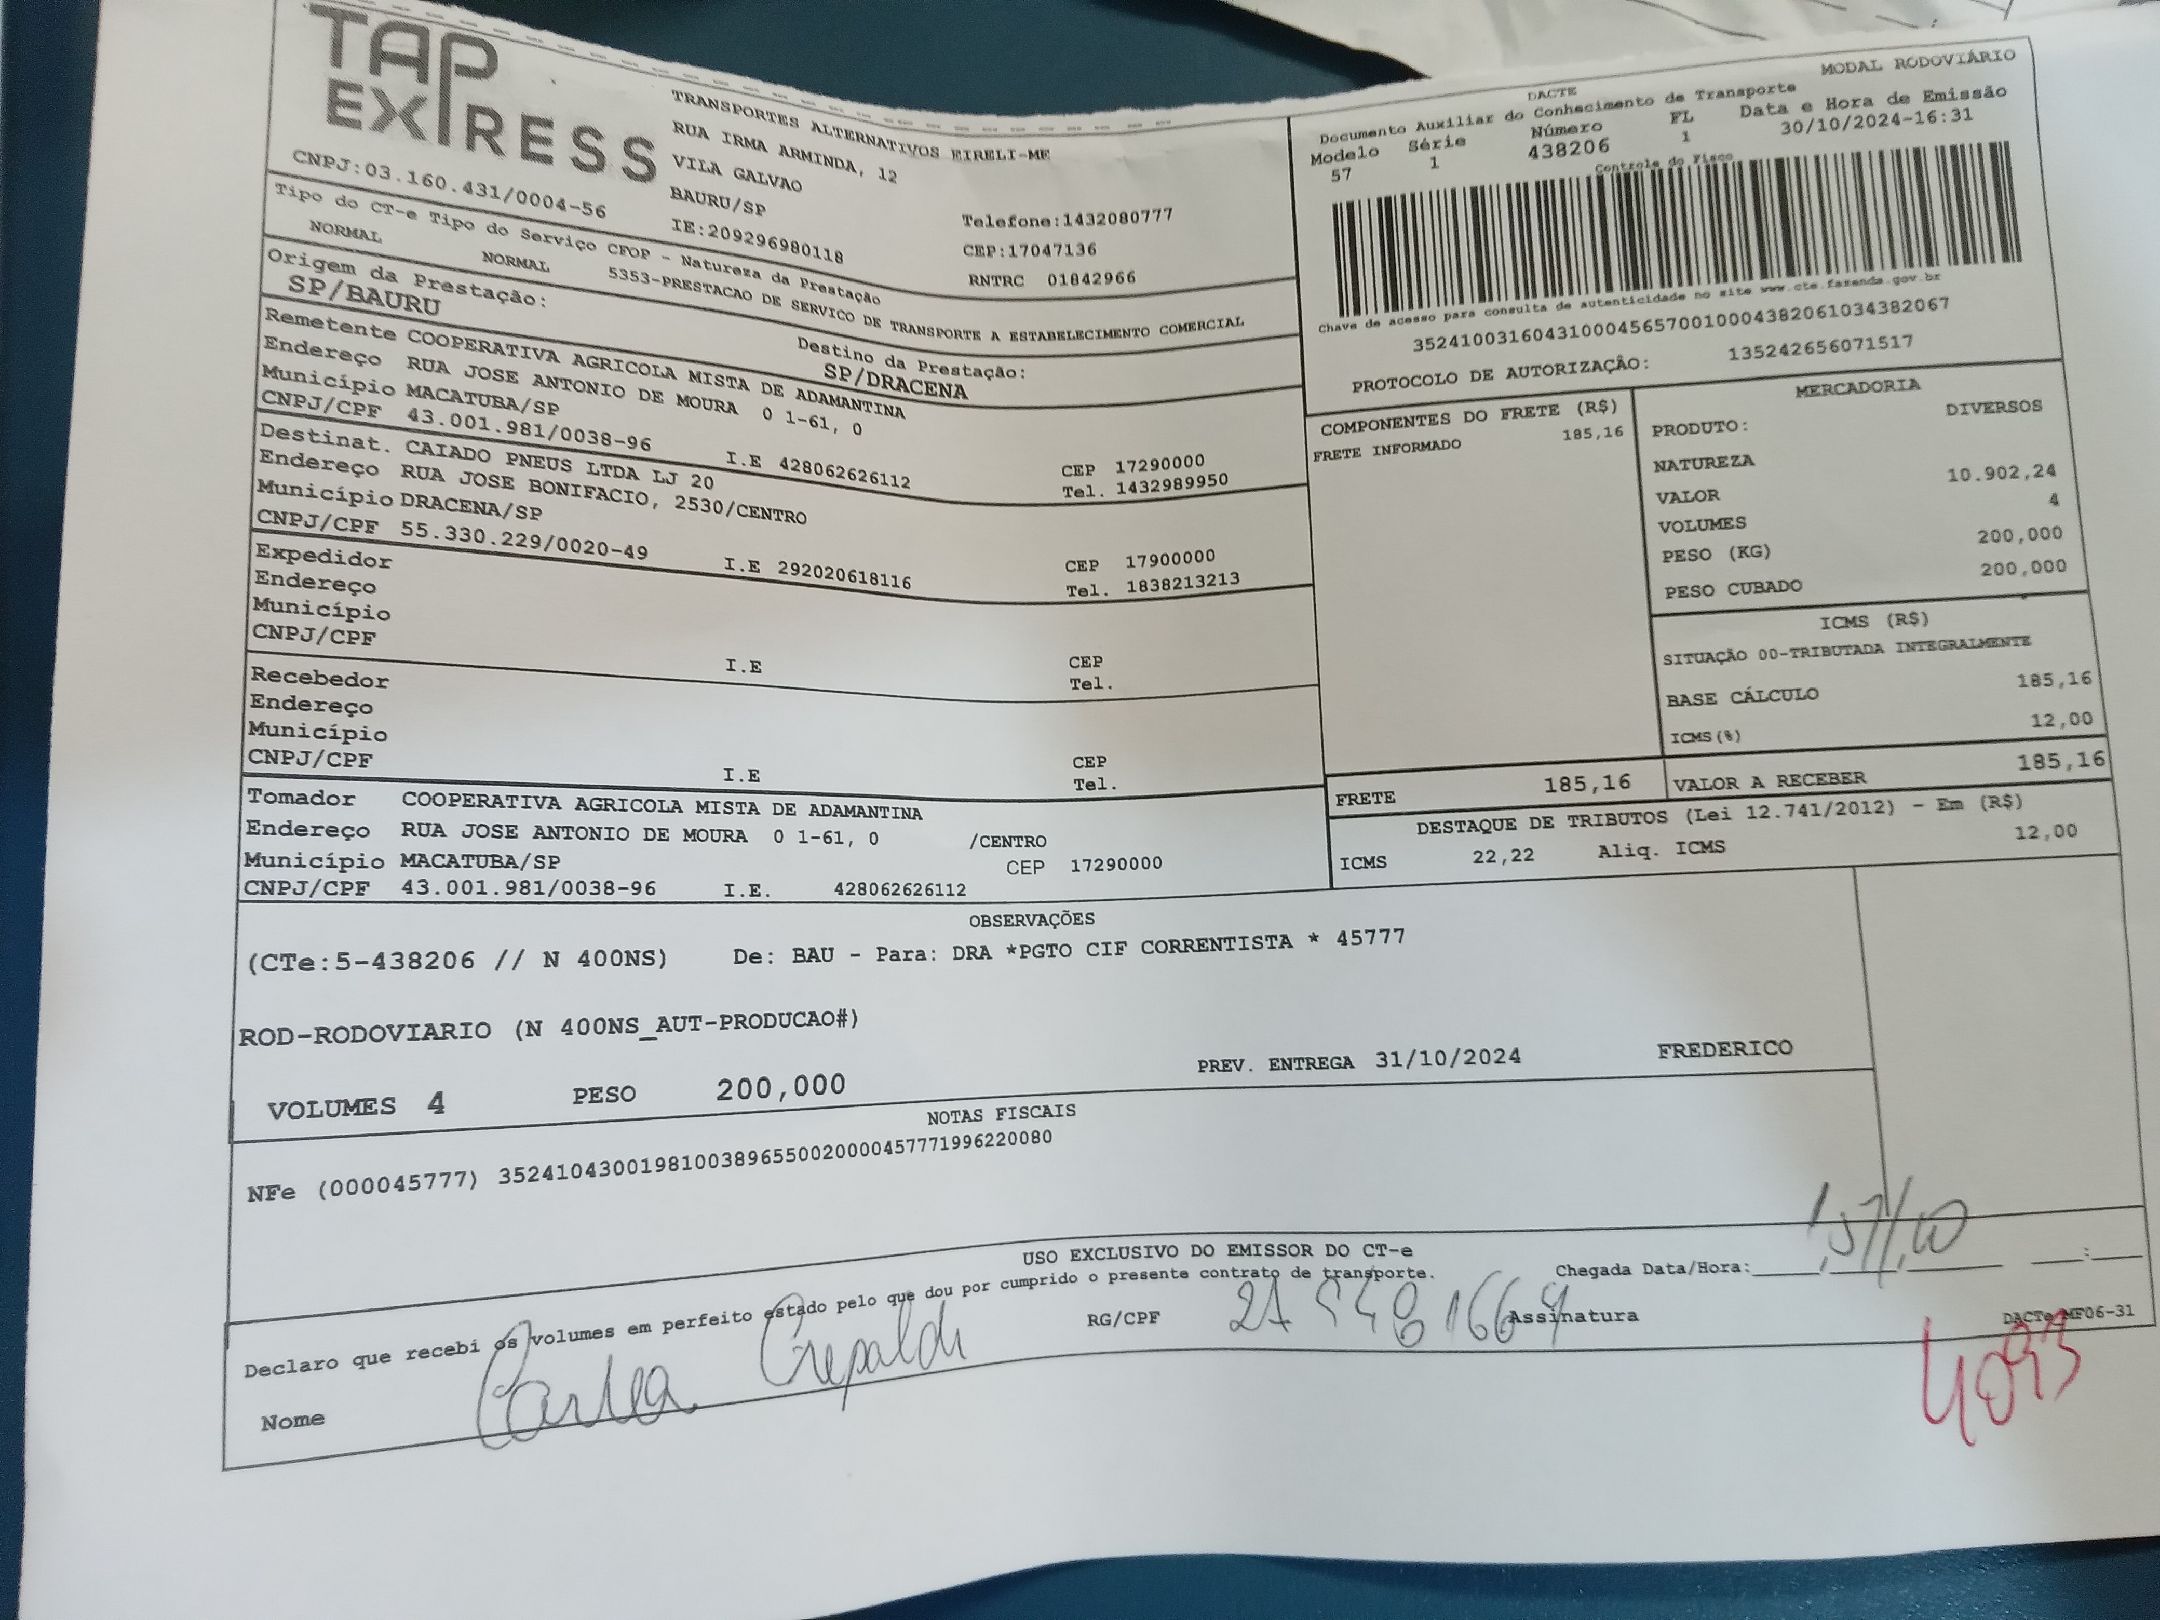 TAP EXPRESS
CNPJ:03.160.431/0004-56
TRANSPORTES ALTERNATIVOS EIRELI-ME
RUA IRMA ARMINDA, 12
VILA GALVAO
BAURU/SP
IE:209296980118
Telefone:1432080777
CEP:17047136
RNTRC 01842966
DACTE
MODAL RODOVIÁRIO
Documento Auxiliar do Conhecimento de Transporte
Modelo Série Número FL Data e Hora de Emissão
57 1 438206 1 30/10/2024-16:31
Controle do Fisco
Chave de acesso para consulta de autenticidade no site www.cte.fazenda.gov.br
35241003160431000456570010004382061034382067
PROTOCOLO DE AUTORIZAÇÃO: 135242656071517
Tipo do CT-e Tipo do Serviço CFOP - Natureza da Prestação
NORMAL NORMAL 5353-PRESTACAO DE SERVICO DE TRANSPORTE A ESTABELECIMENTO COMERCIAL
Origem da Prestação: Destino da Prestação:
SP/BAURU SP/DRACENA
Remetente COOPERATIVA AGRICOLA MISTA DE ADAMANTINA
Endereço RUA JOSE ANTONIO DE MOURA 0 1-61, 0
Município MACATUBA/SP CEP 17290000
CNPJ/CPF 43.001.981/0038-96 I.E 428062626112 Tel. 1432989950
Destinat. CAIADO PNEUS LTDA LJ 20
Endereço RUA JOSE BONIFACIO, 2530/CENTRO
Município DRACENA/SP CEP 17900000
CNPJ/CPF 55.330.229/0020-49 I.E 292020618116 Tel. 1838213213
Expedidor
Endereço
Município CEP
CNPJ/CPF I.E Tel.
Recebedor
Endereço
Município CEP
CNPJ/CPF I.E Tel.
Tomador COOPERATIVA AGRICOLA MISTA DE ADAMANTINA
Endereço RUA JOSE ANTONIO DE MOURA 0 1-61, 0 /CENTRO
Município MACATUBA/SP CEP 17290000
CNPJ/CPF 43.001.981/0038-96 I.E. 428062626112
COMPONENTES DO FRETE (R$)
FRETE INFORMADO 185,16
MERCADORIA
PRODUTO: DIVERSOS
NATUREZA
VALOR 10.902,24
VOLUMES 4
PESO (KG) 200,000
PESO CUBADO 200,000
ICMS (R$)
SITUAÇÃO 00-TRIBUTADA INTEGRALMENTE
BASE CÁLCULO 185,16
ICMS(%) 12,00
FRETE 185,16 VALOR A RECEBER 185,16
DESTAQUE DE TRIBUTOS (Lei 12.741/2012) - Em (R$)
ICMS 22,22 Aliq. ICMS 12,00
OBSERVAÇÕES
(CTe:5-438206 // N 400NS) De: BAU - Para: DRA *PGTO CIF CORRENTISTA * 45777
ROD-RODOVIARIO (N 400NS_AUT-PRODUCAO#)
VOLUMES 4 PESO 200,000 PREV. ENTREGA 31/10/2024 FREDERICO
NOTAS FISCAIS
NFe (000045777) 35241043001981003896550020000457771996220080
USO EXCLUSIVO DO EMISSOR DO CT-e
Declaro que recebi os volumes em perfeito estado pelo que dou por cumprido o presente contrato de transporte. Chegada Data/Hora:
Nome RG/CPF Assinatura DACTe MF06-31
4093